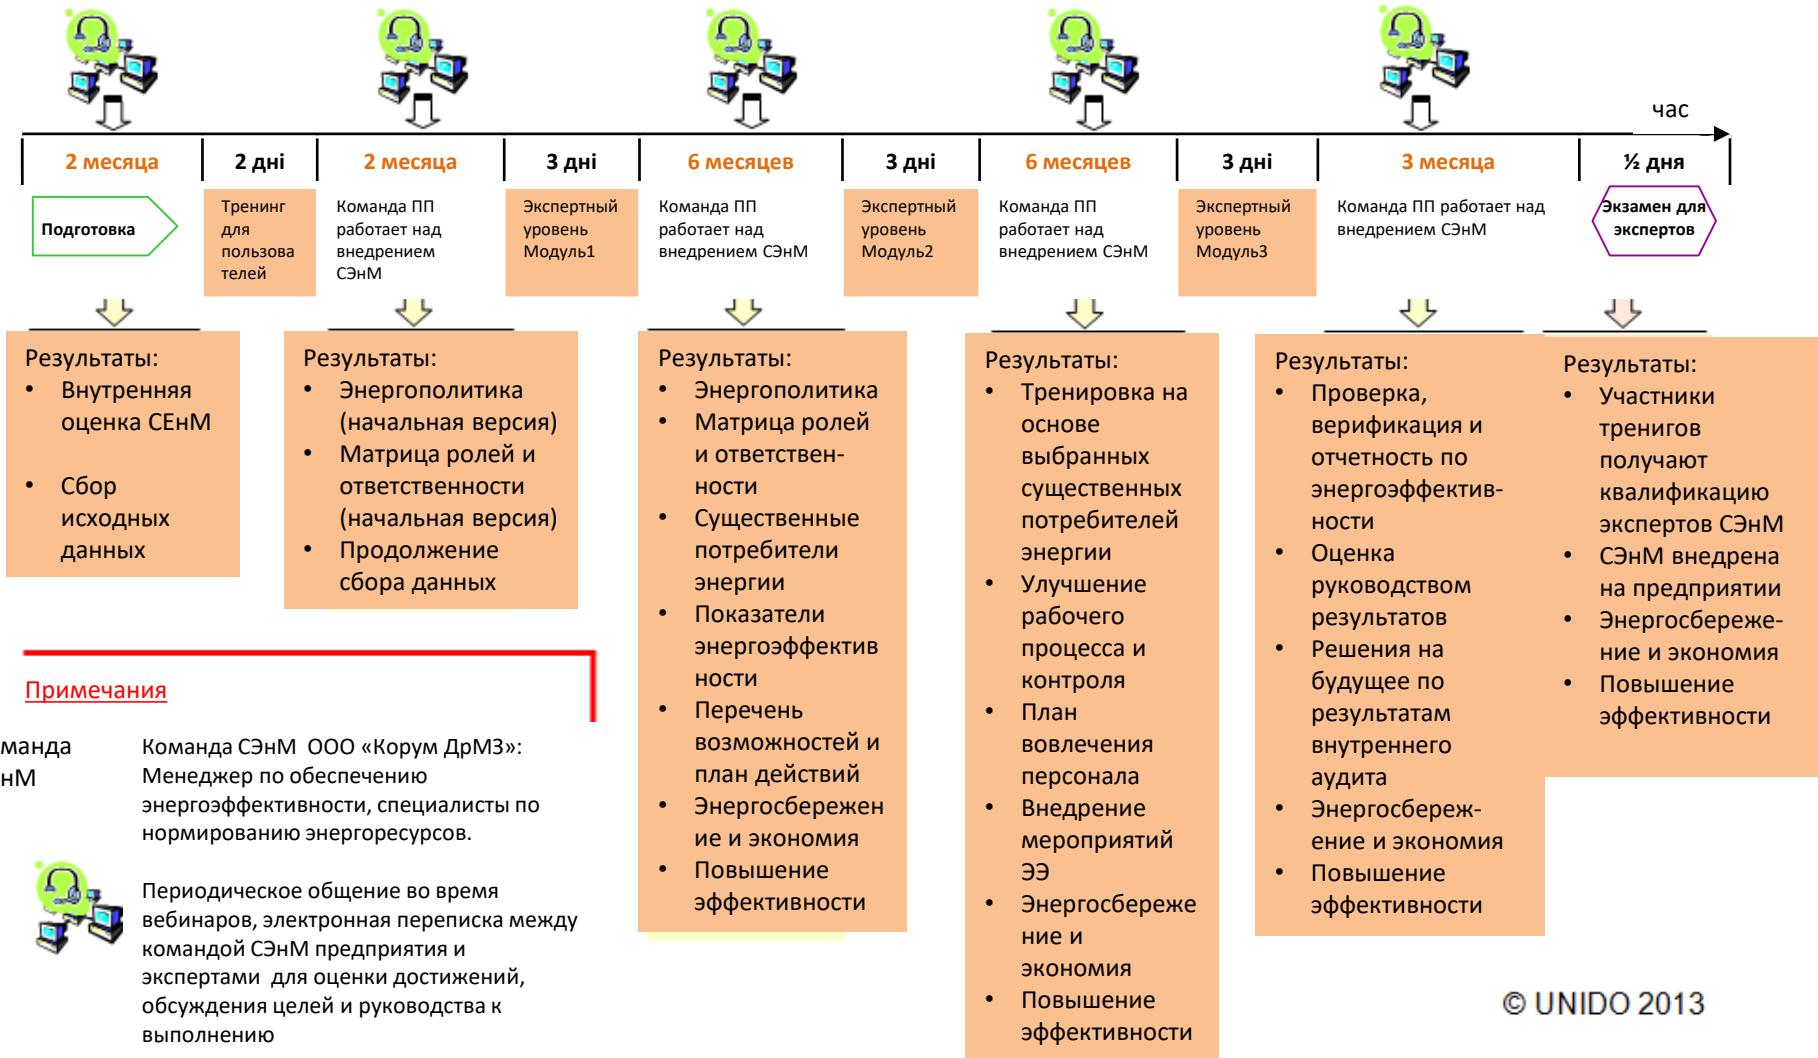 час
2 месяца
2 дні
2 месяца
3 дні
6 месяцев
3 дні
6 месяцев
3 дні
3 месяца
½ дня
Подготовка
Тренинг
для
пользова
телей
Команда ПП
работает над
внедрением
СЭнМ
Экспертный
уровень
Модуль1
Команда ПП
работает над
внедрением СЭнМ
Экспертный
уровень
Модуль2
Команда ПП
работает над
внедрением СЭнМ
Экспертный
уровень
Модуль3
Команда ПП работает над
внедрением СЭнМ
Экзамен для
экспертов
Результаты:
• Внутренняя
оценка СЕнМ
• Сбор
исходных
данных
Результаты:
• Энергополитика
(начальная версия)
• Матрица ролей и
ответственности
(начальная версия)
• Продолжение
сбора данных
Результаты:
• Энергополитика
• Матрица ролей
и ответствен-
ности
• Существенные
потребители
энергии
• Показатели
энергоэффектив
ности
• Перечень
возможностей и
план действий
• Энергосбережен
ие и экономия
• Повышение
эффективности
Результаты:
• Тренировка на
основе
выбранных
существенных
потребителей
энергии
• Улучшение
рабочего
процесса и
контроля
• План
вовлечения
персонала
• Внедрение
мероприятий
ЭЭ
• Энергосбереже
ние и
экономия
• Повышение
эффективности
Результаты:
• Проверка,
верификация и
отчетность по
энергоэффектив-
ности
• Оценка
руководством
результатов
• Решения на
будущее по
результатам
внутреннего
аудита
• Энергосбереж-
ение и экономия
• Повышение
эффективности
Результаты:
• Участники
тренигов
получают
квалификацию
экспертов СЭнМ
• СЭнМ внедрена
на предприятии
• Энергосбереже-
ние и экономия
• Повышение
эффективности
Примечания
манда
нМ
Команда СЭнМ ООО «Корум ДрМЗ»:
Менеджер по обеспечению
энергоэффективности, специалисты по
нормированию энергоресурсов.
Периодическое общение во время
вебинаров, электронная переписка между
командой СЭнМ предприятия и
экспертами для оценки достижений,
обсуждения целей и руководства к
выполнению
© UNIDO 2013